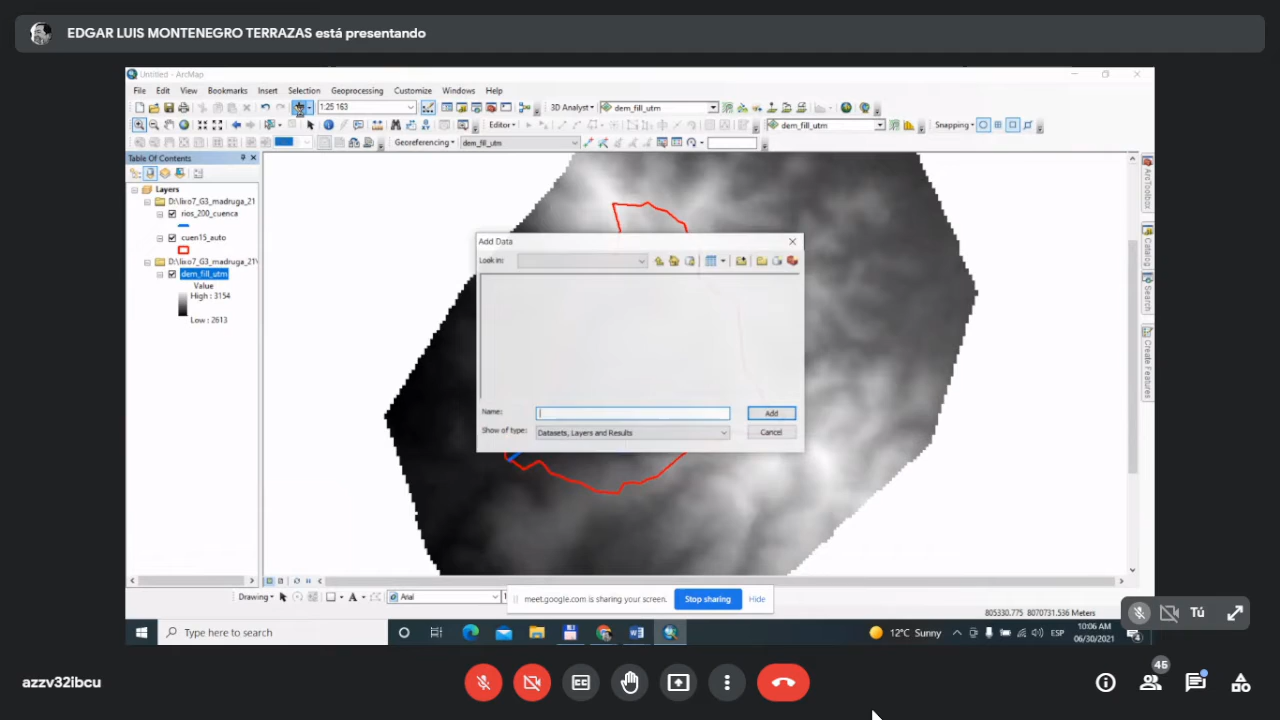 EDGAR LUIS MONTENEGRO TERRAZAS está presentando
Untitled - ArcMap
File Edit View Bookmarks Insert Selection Geoprocessing Customize Windows Help
1:25 163
3D Analyst
dem_fill_utm
Editor
dem_fill_utm
Snapping
Georeferencing
dem_fill_utm
Table Of Contents
Layers
D:\lixo7_G3_madruga_21
rios_200_cuenca
cuen15_auto
D:\lixo7_G3_madruga_21\
dem_fill_utm
Value
High : 3154
Low : 2613
Add Data
Look in:
Name:
Add
Show of type:
Datasets, Layers and Results
Cancel
ArcToolbox
Catalog
Search
Create Features
Drawing
A
Arial
meet.google.com is sharing your screen.
Stop sharing
Hide
805330.775 8070731.536 Meters
Type here to search
12°C Sunny
ESP
10:06 AM
06/30/2021
4
Tú
azzv32ibcu
45